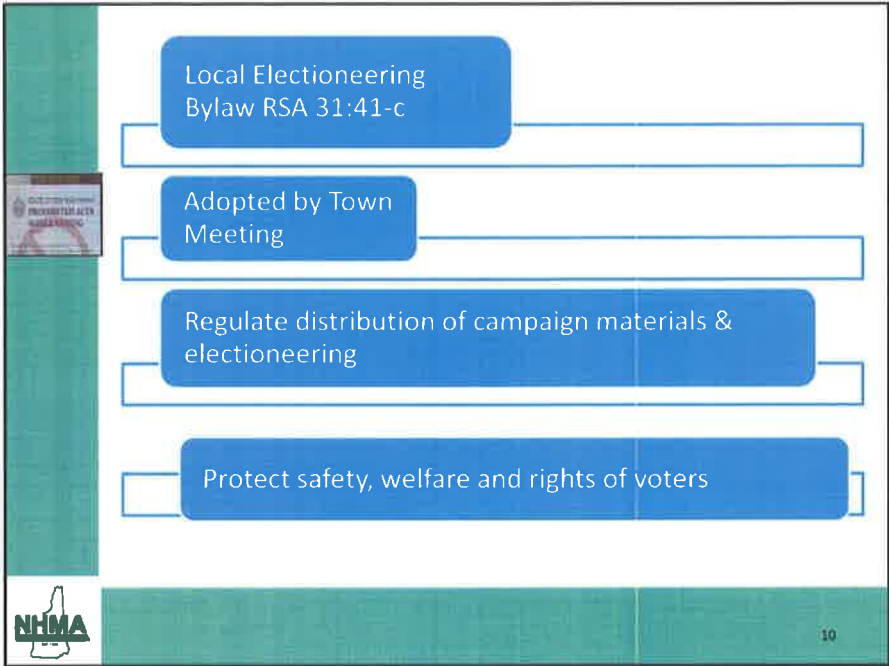 Local Electioneering
Bylaw RSA 31:41-c
Adopted by Town
Meeting
Regulate distribution of campaign materials &
electioneering
Protect safety, welfare and rights of voters
NHMA
10